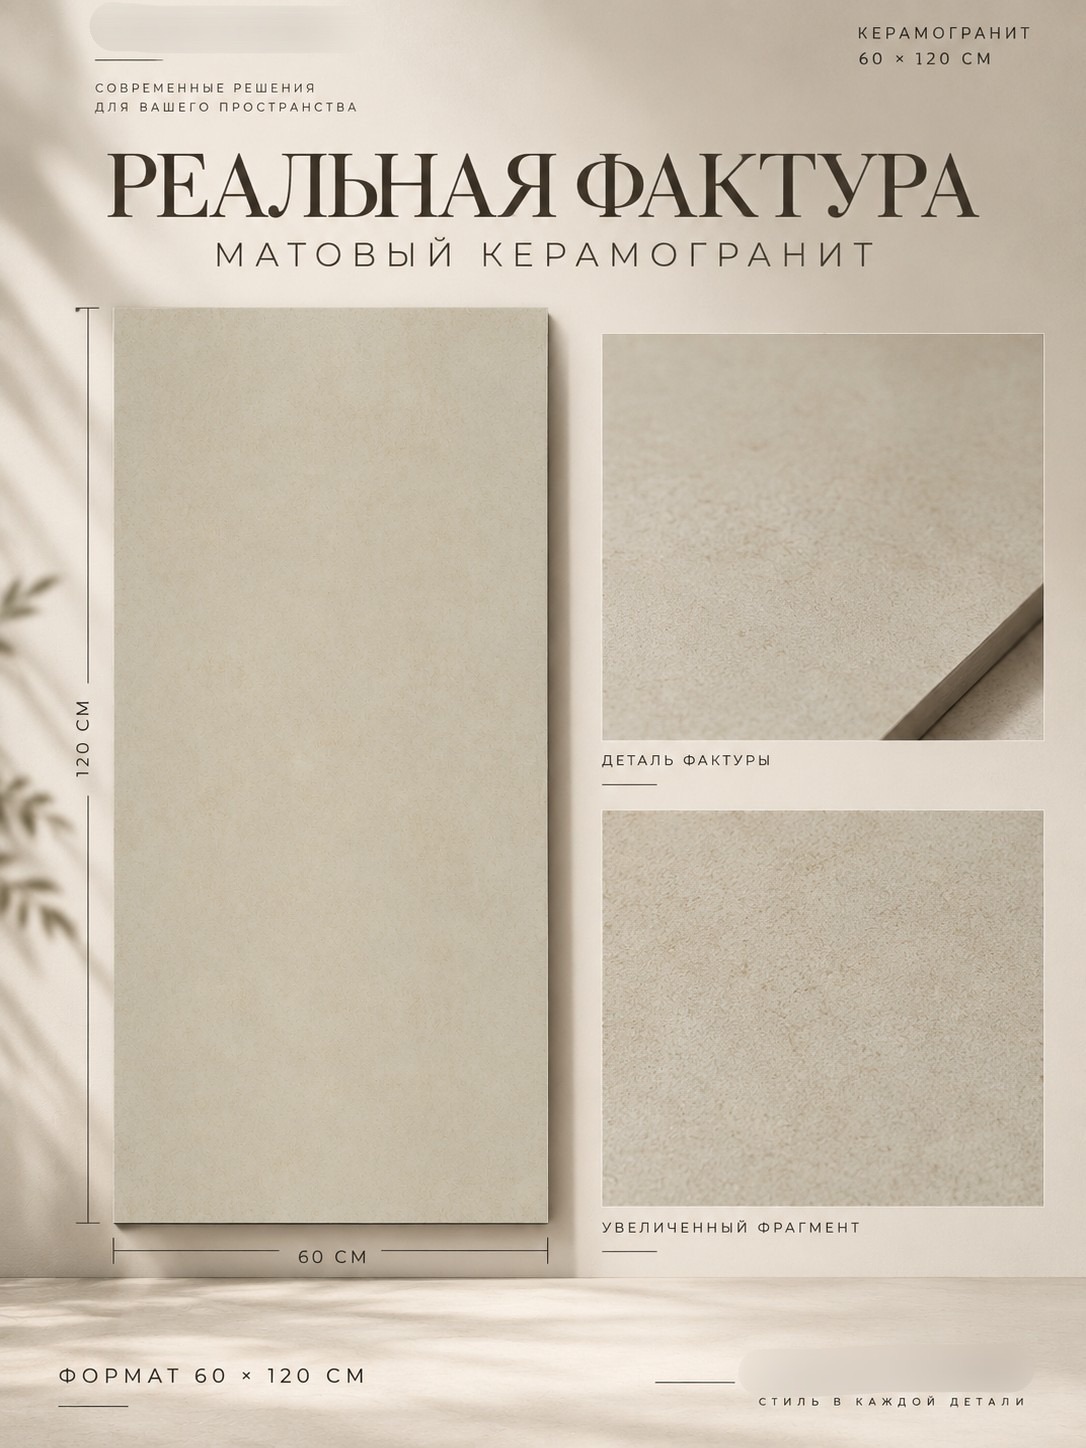 СОВРЕМЕННЫЕ РЕШЕНИЯ
ДЛЯ ВАШЕГО ПРОСТРАНСТВА
КЕРАМОГРАНИТ
60 × 120 СМ
РЕАЛЬНАЯ ФАКТУРА
МАТОВЫЙ КЕРАМОГРАНИТ
120 СМ
60 СМ
ДЕТАЛЬ ФАКТУРЫ
УВЕЛИЧЕННЫЙ ФРАГМЕНТ
ФОРМАТ 60 × 120 СМ
СТИЛЬ В КАЖДОЙ ДЕТАЛИ